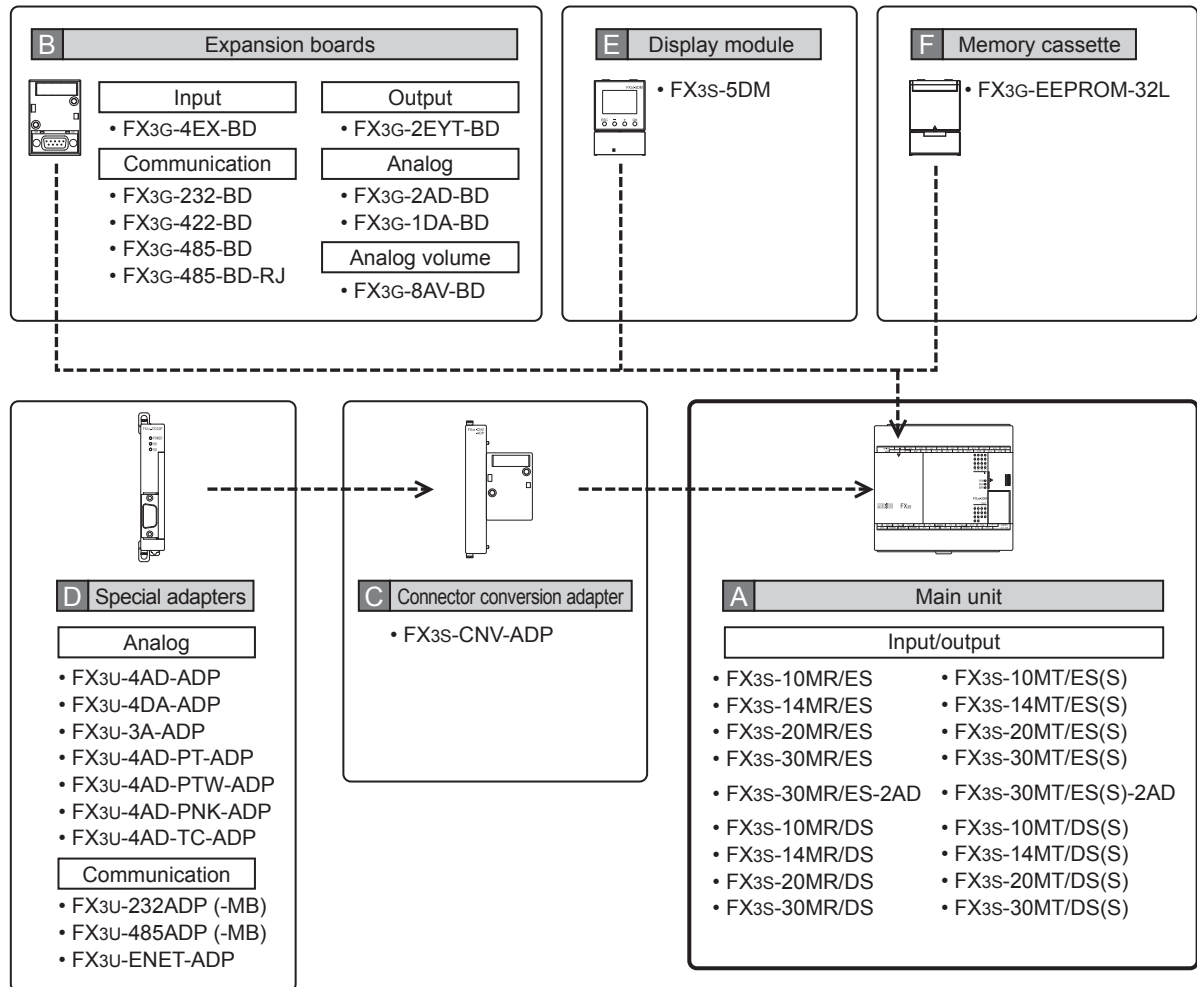 B Expansion boards
Input
• FX3G-4EX-BD
Communication
• FX3G-232-BD
• FX3G-422-BD
• FX3G-485-BD
• FX3G-485-BD-RJ
Output
• FX3G-2EYT-BD
Analog
• FX3G-2AD-BD
• FX3G-1DA-BD
Analog volume
• FX3G-8AV-BD
E Display module
• FX3S-5DM
F Memory cassette
• FX3G-EEPROM-32L
D Special adapters
Analog
• FX3U-4AD-ADP
• FX3U-4DA-ADP
• FX3U-3A-ADP
• FX3U-4AD-PT-ADP
• FX3U-4AD-PTW-ADP
• FX3U-4AD-PNK-ADP
• FX3U-4AD-TC-ADP
Communication
• FX3U-232ADP (-MB)
• FX3U-485ADP (-MB)
• FX3U-ENET-ADP
C Connector conversion adapter
• FX3S-CNV-ADP
A Main unit
Input/output
• FX3S-10MR/ES
• FX3S-14MR/ES
• FX3S-20MR/ES
• FX3S-30MR/ES
• FX3S-30MR/ES-2AD
• FX3S-10MR/DS
• FX3S-14MR/DS
• FX3S-20MR/DS
• FX3S-30MR/DS
• FX3S-10MT/ES(S)
• FX3S-14MT/ES(S)
• FX3S-20MT/ES(S)
• FX3S-30MT/ES(S)
• FX3S-30MT/ES(S)-2AD
• FX3S-10MT/DS(S)
• FX3S-14MT/DS(S)
• FX3S-20MT/DS(S)
• FX3S-30MT/DS(S)